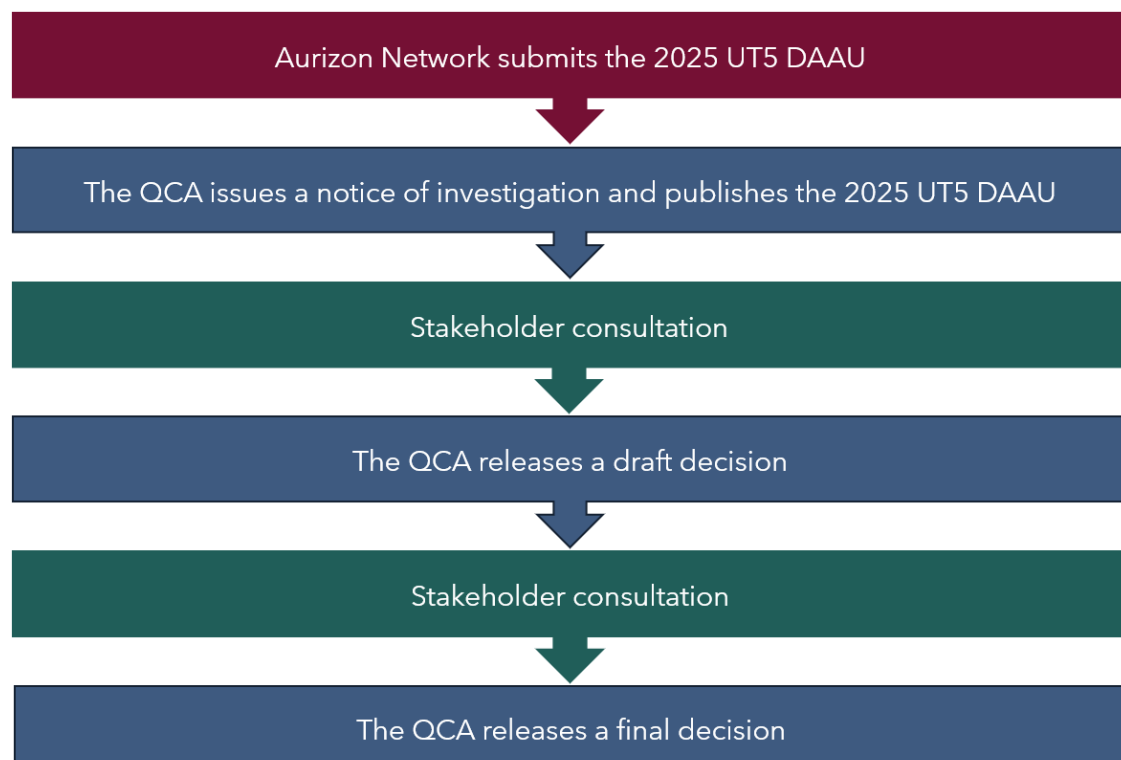 Aurizon Network submits the 2025 UT5 DAAU
The QCA issues a notice of investigation and publishes the 2025 UT5 DAAU
Stakeholder consultation
The QCA releases a draft decision
Stakeholder consultation
The QCA releases a final decision